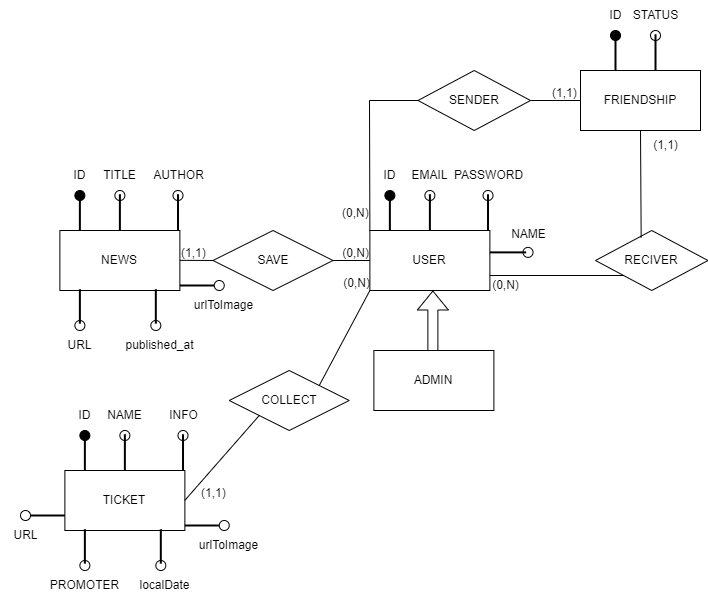 ID STATUS
SENDER
(1,1)
FRIENDSHIP
(1,1)
ID TITLE AUTHOR
ID EMAIL PASSWORD
(0,N)
NAME
NEWS
(1,1)
SAVE
(0,N)
USER
RECIVER
(0,N)
(0,N)
urlToImage
URL
published_at
ADMIN
COLLECT
ID NAME INFO
TICKET
(1,1)
URL
urlToImage
PROMOTER
localDate